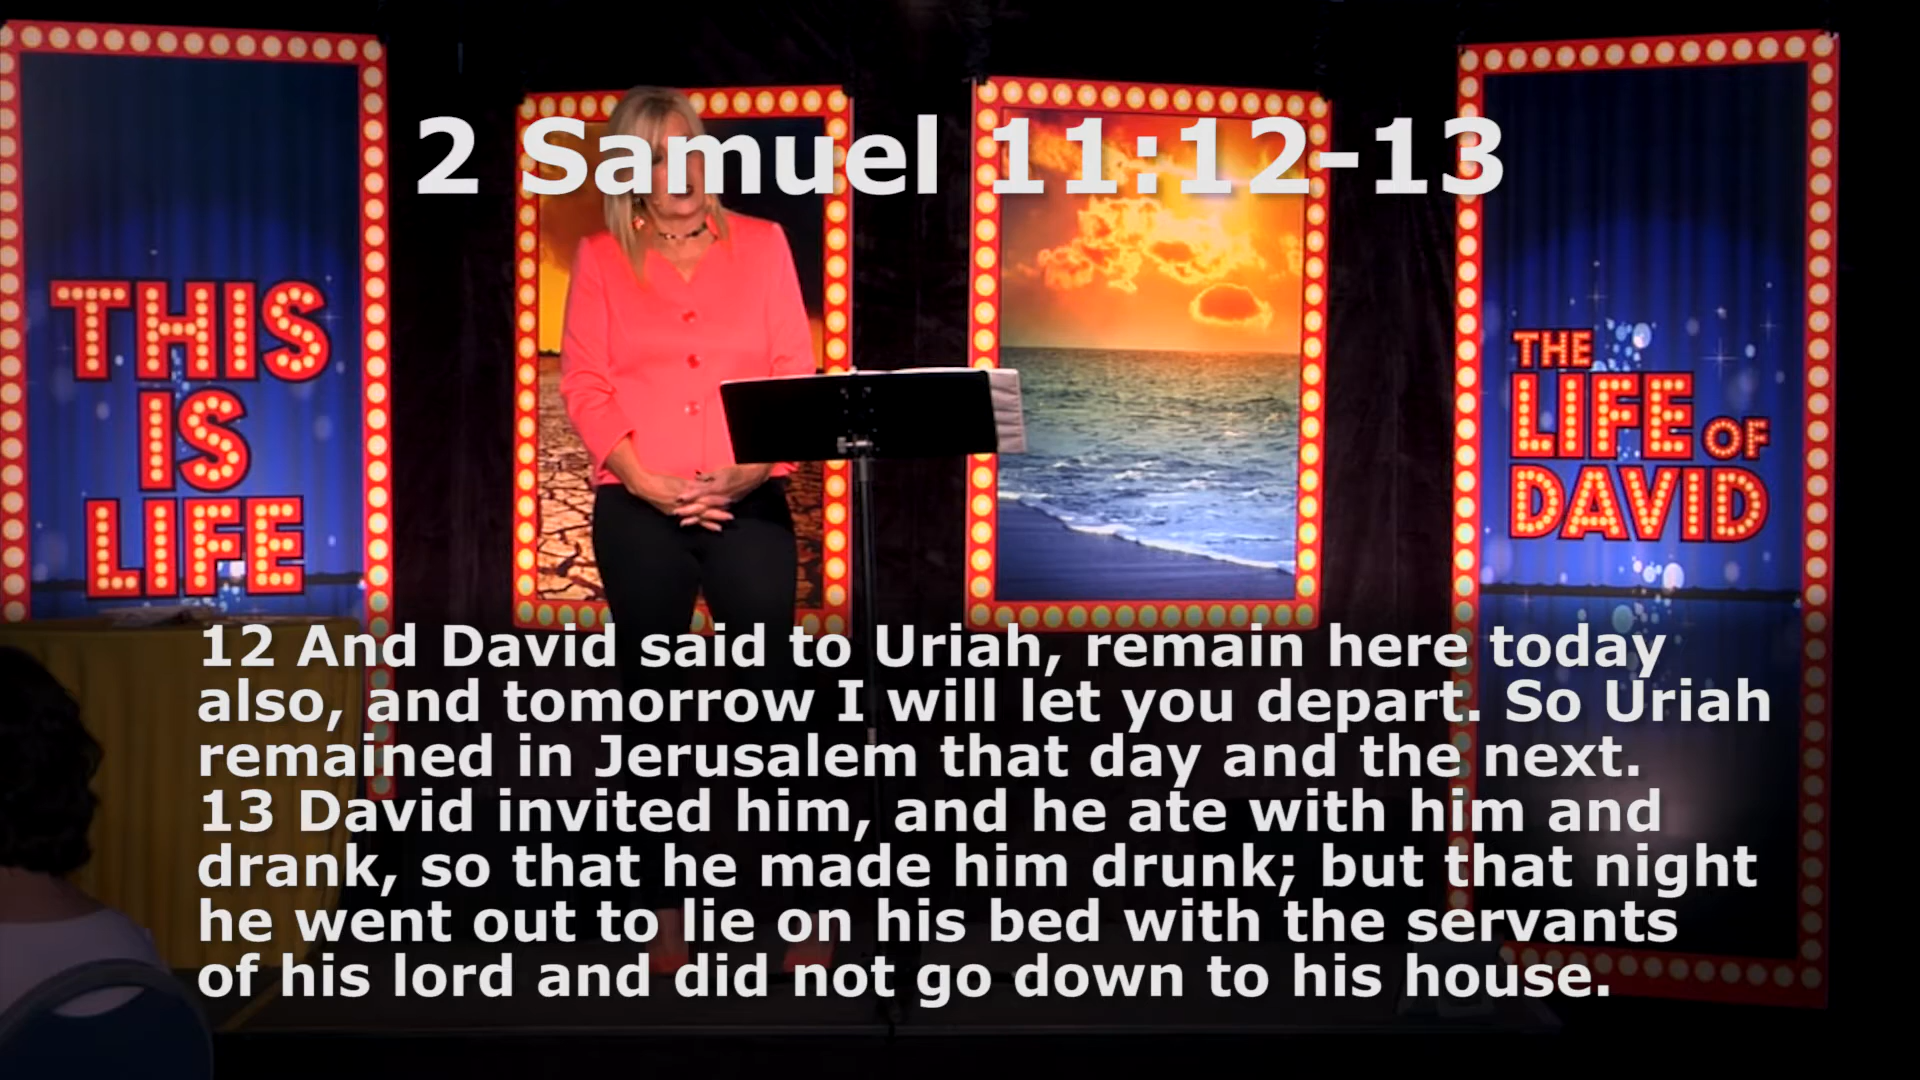 2 Samuel 11:12-13
THIS
IS
LIFE
THE
LIFE OF
DAVID
12 And David said to Uriah, remain here today
also, and tomorrow I will let you depart. So Uriah
remained in Jerusalem that day and the next.
13 David invited him, and he ate with him and
drank, so that he made him drunk; but that night
he went out to lie on his bed with the servants
of his lord and did not go down to his house.